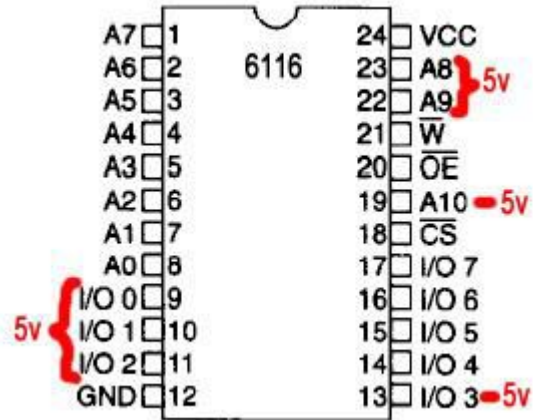 A7 1 24 VCC
A6 2 6116 23 A8 5v
A5 3 22 A9
A4 4 21 W
A3 5 20 OE
A2 6 19 A10 5v
A1 7 18 CS
A0 8 17 I/O 7
I/O 0 9 16 I/O 6
5v I/O 1 10 15 I/O 5
I/O 2 11 14 I/O 4
GND 12 13 I/O 3 5v